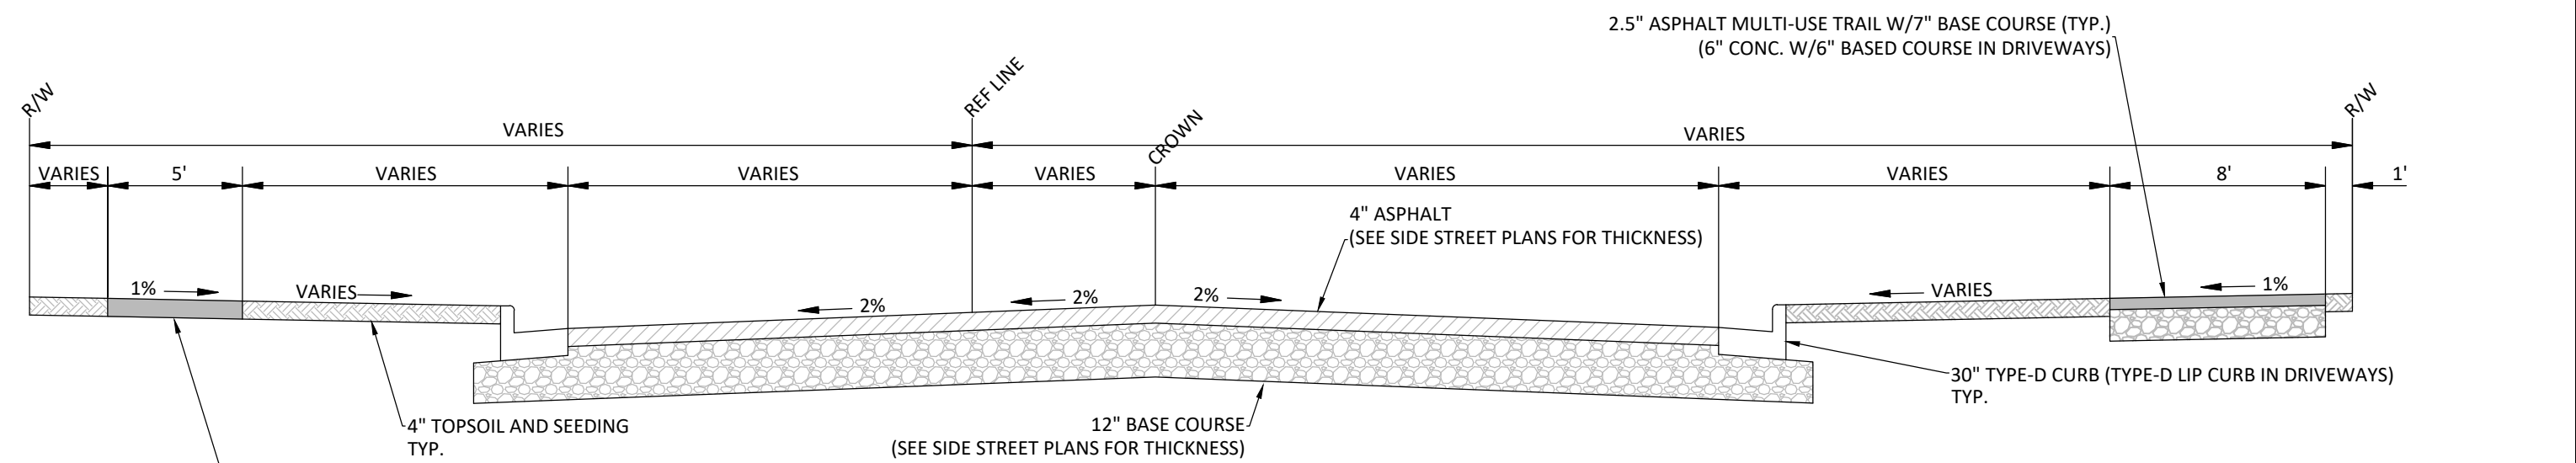 2.5" ASPHALT MULTI-USE TRAIL W/7" BASE COURSE (TYP.)
(6" CONC. W/6" BASED COURSE IN DRIVEWAYS)
R/W
REF LINE
CROWN
R/W
VARIES
VARIES
VARIES
5'
VARIES
VARIES
VARIES
VARIES
VARIES
8'
1'
4" ASPHALT
(SEE SIDE STREET PLANS FOR THICKNESS)
1%
VARIES
2%
2%
2%
VARIES
1%
30" TYPE-D CURB (TYPE-D LIP CURB IN DRIVEWAYS)
TYP.
4" TOPSOIL AND SEEDING
TYP.
12" BASE COURSE
(SEE SIDE STREET PLANS FOR THICKNESS)